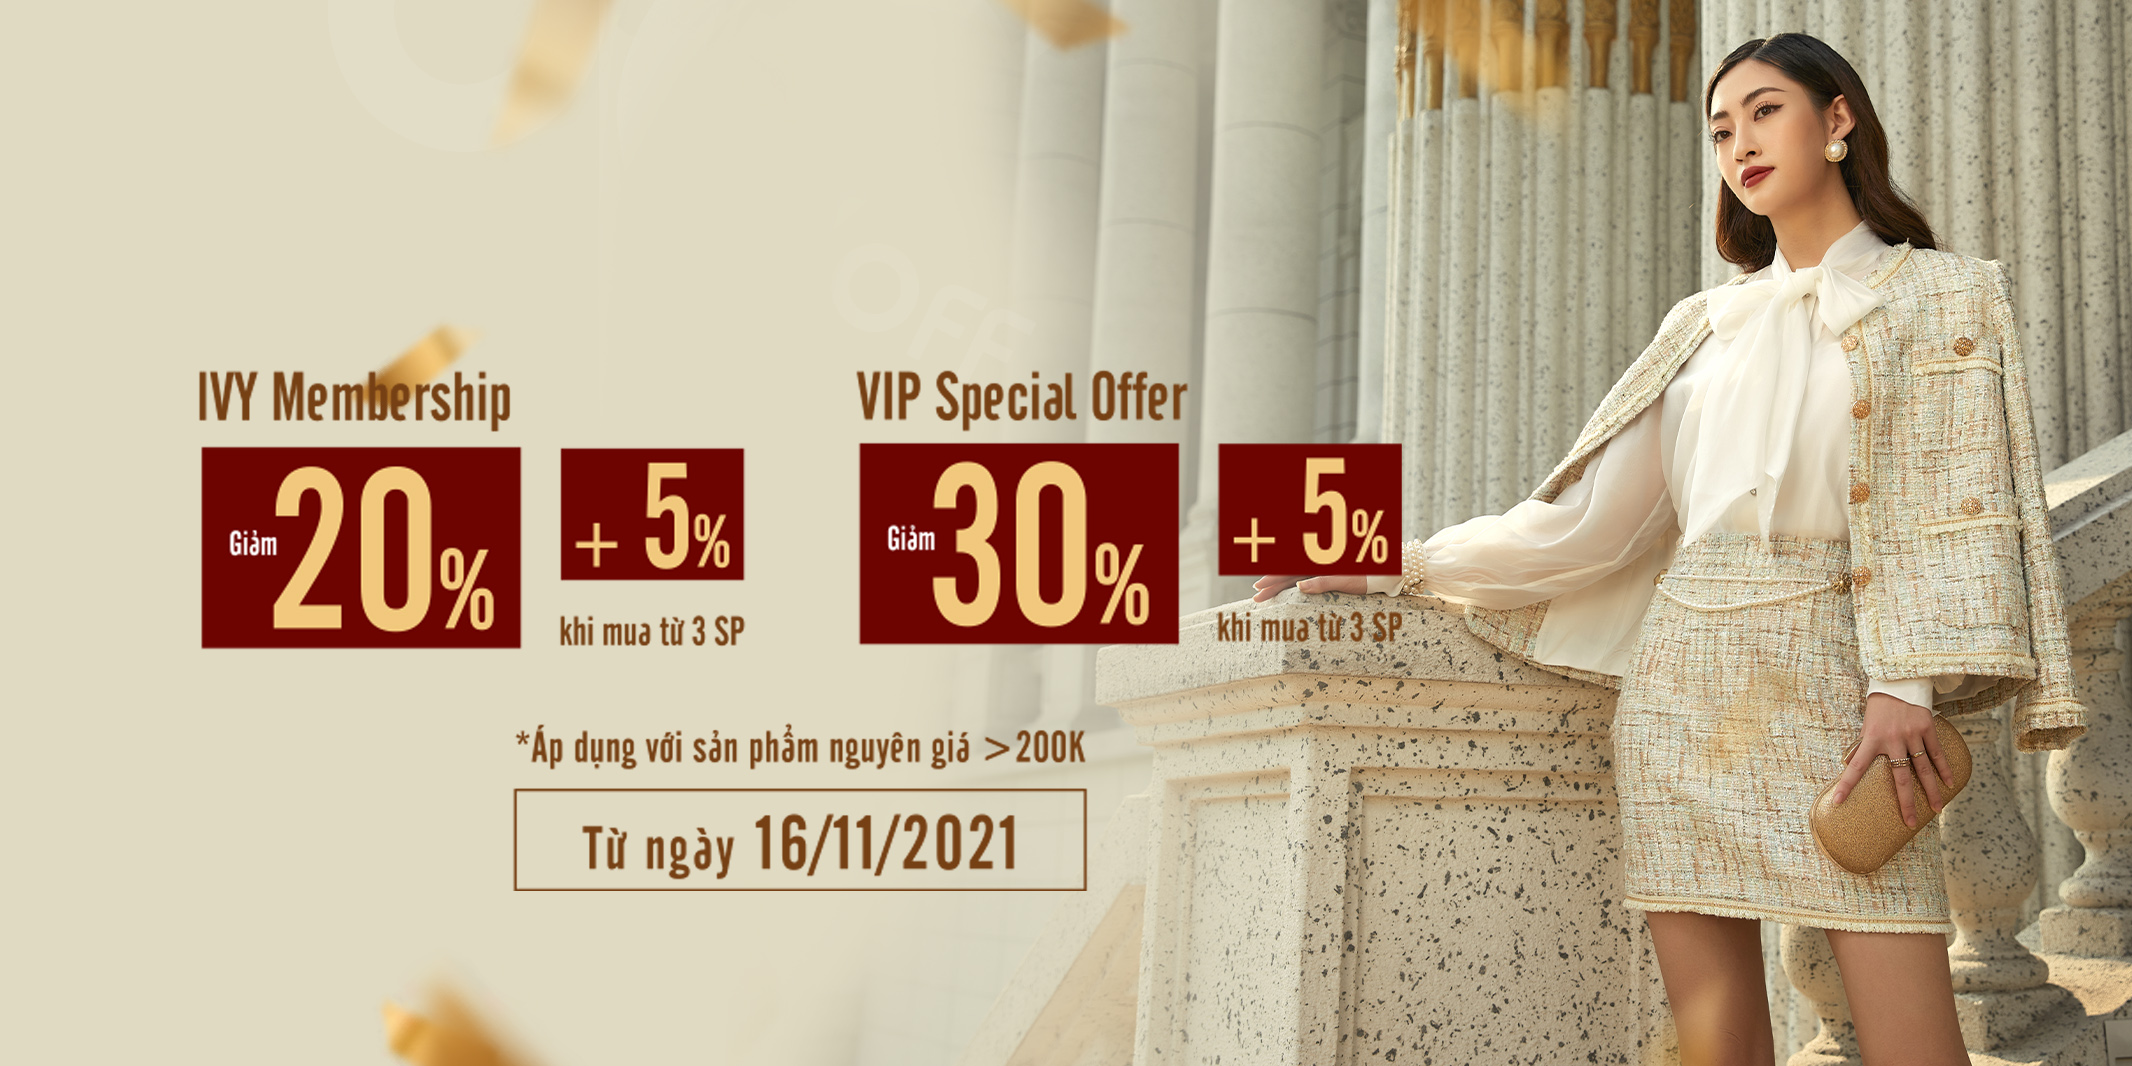 IVY Membership
Giảm 20%
+ 5%
khi mua từ 3 SP
VIP Special Offer
Giảm 30%
+ 5%
khi mua từ 3 SP
*Áp dụng với sản phẩm nguyên giá >200K
Từ ngày 16/11/2021
OFF